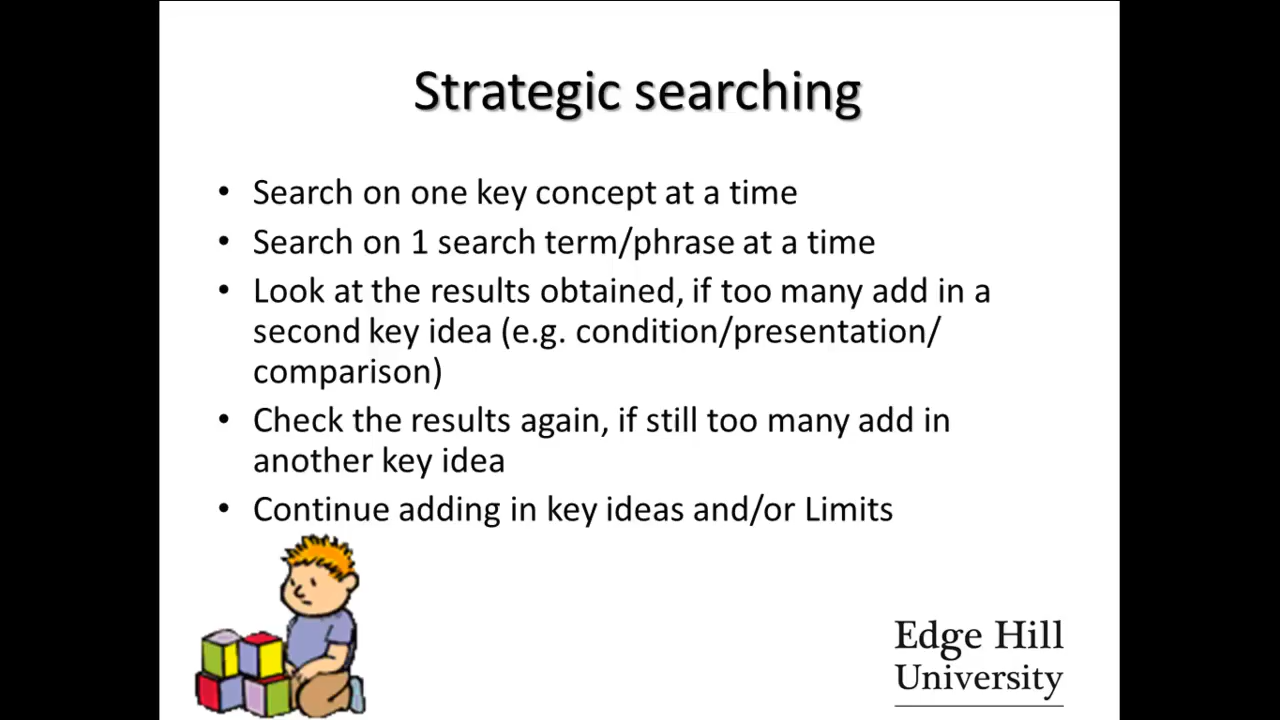 Strategic searching
• Search on one key concept at a time
• Search on 1 search term/phrase at a time
• Look at the results obtained, if too many add in a
second key idea (e.g. condition/presentation/
comparison)
• Check the results again, if still too many add in
another key idea
• Continue adding in key ideas and/or Limits
Edge Hill
University